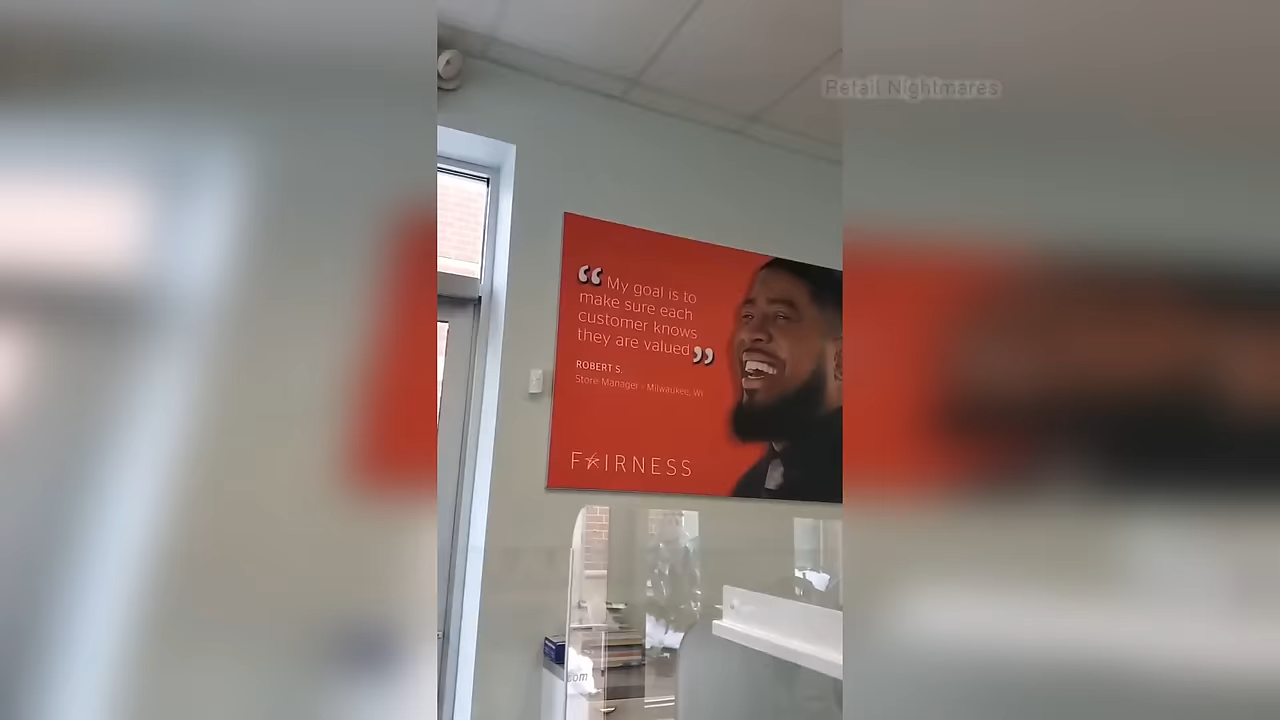 Retail Nightmares
“ My goal is to
make sure each
customer knows
they are valued ”
ROBERT S.
Store Manager - Milwaukee, WI
FAIRNESS
com